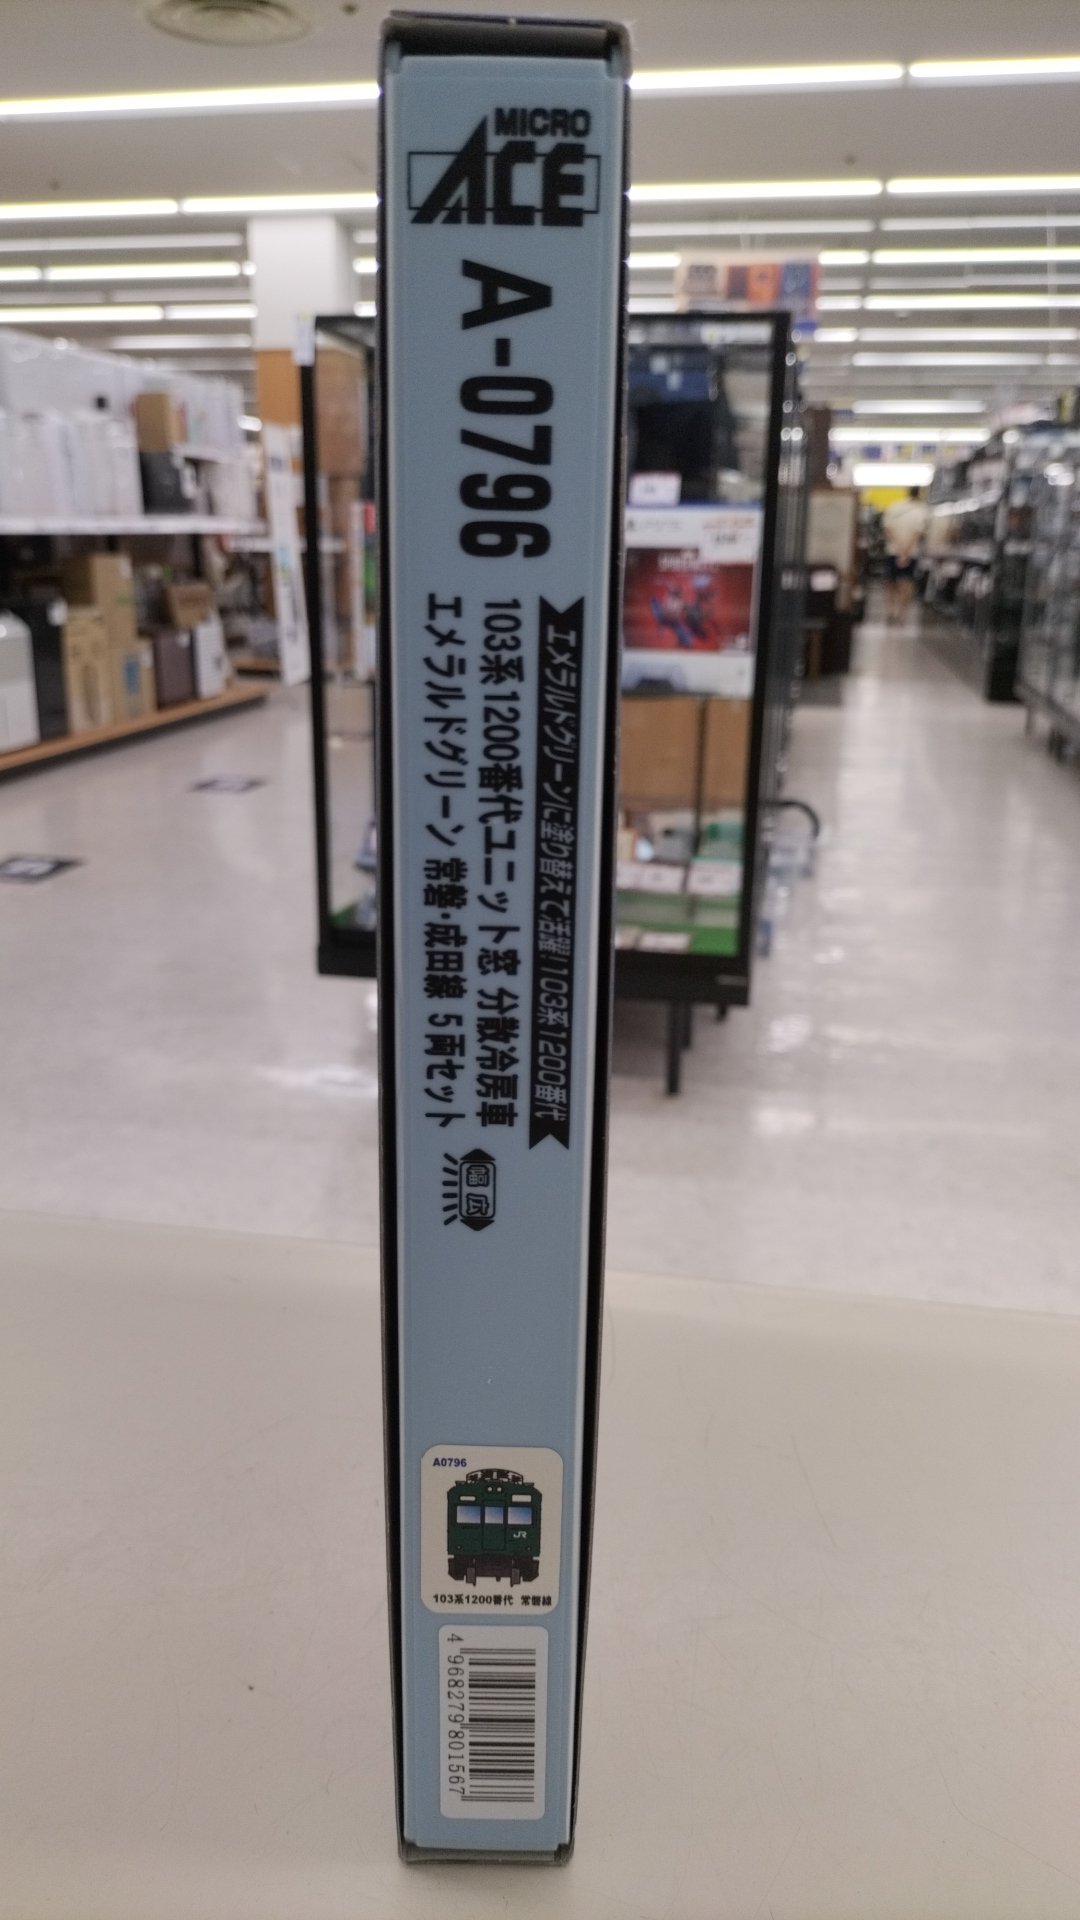 MICRO
ACE
A-0796
エメラルドグリーンに塗り替えて活躍!103系1200番代
103系1200番代ユニット窓 分散冷房車
エメラルドグリーン 常磐・成田線 5両セット
幅広
A0796
JR
103系1200番代 常磐線
4 968279 801567